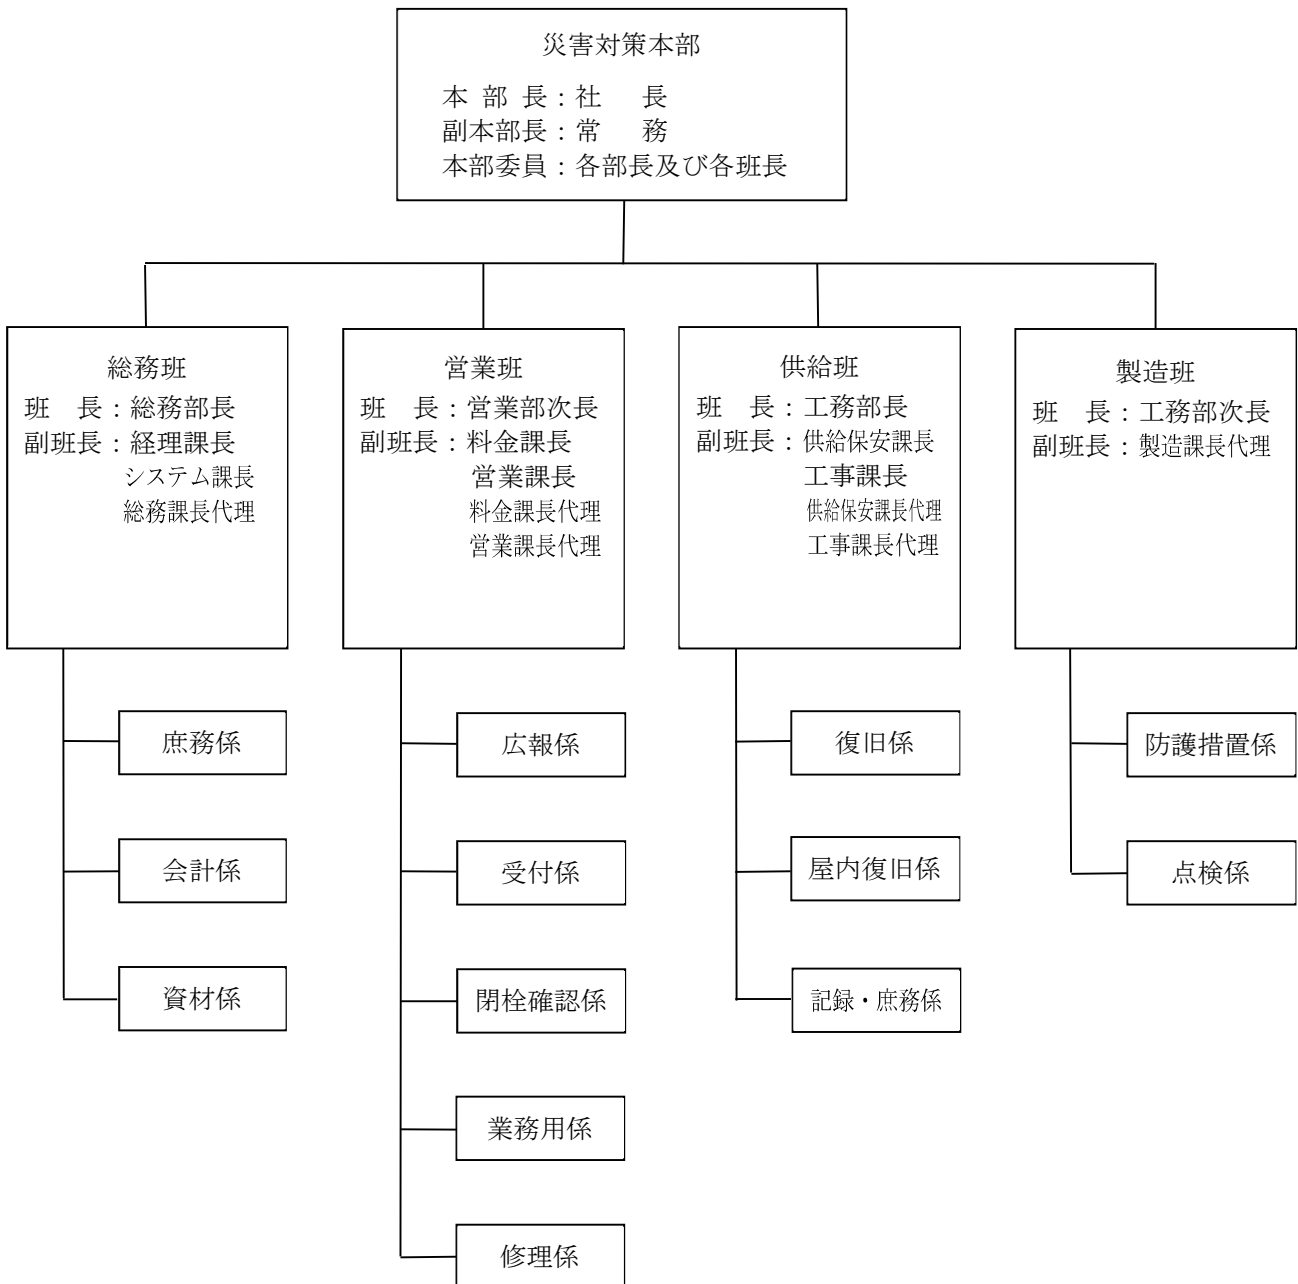 災害対策本部
本 部 長：社　　長
副本部長：常　　務
本部委員：各部長及び各班長
総務班
班　長：総務部長
副班長：経理課長
システム課長
総務課長代理
営業班
班　長：営業部次長
副班長：料金課長
営業課長
料金課長代理
営業課長代理
供給班
班　長：工務部長
副班長：供給保安課長
工事課長
供給保安課長代理
工事課長代理
製造班
班　長：工務部次長
副班長：製造課長代理
庶務係
会計係
資材係
広報係
受付係
閉栓確認係
業務用係
修理係
復旧係
屋内復旧係
記録・庶務係
防護措置係
点検係